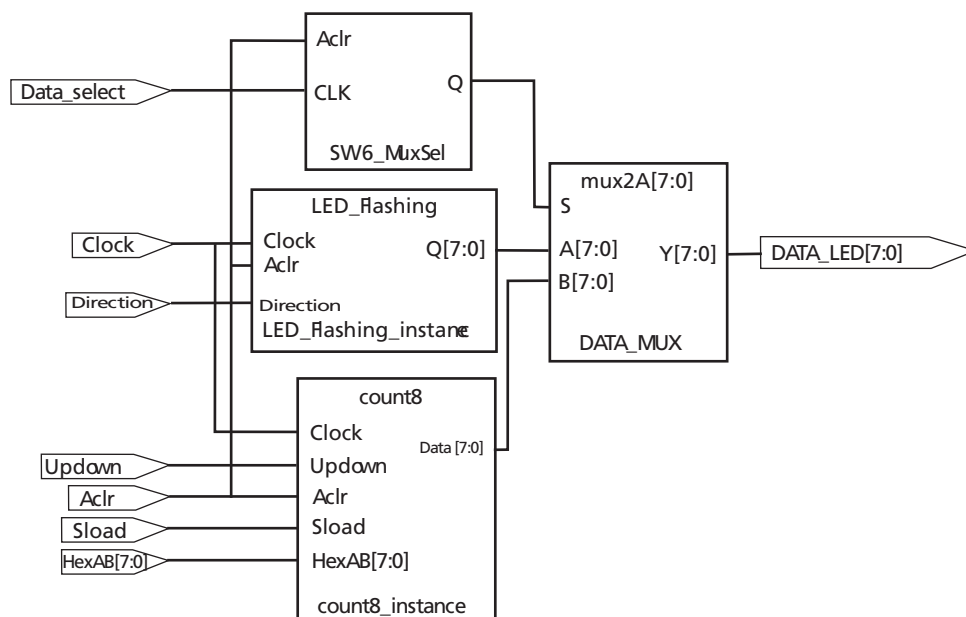 Aclr
Data_select
CLK
Q
SW6_MuxSel
mux2A[7:0]
S
LED_Flashing
Clock
Clock
Q[7:0]
A[7:0]
Y[7:0]
DATA_LED[7:0]
Aclr
B[7:0]
Direction
Direction
LED_Flashing_instance
DATA_MUX
count8
Clock
Data [7:0]
Updown
Updown
Aclr
Aclr
Sload
Sload
HexAB[7:0]
HexAB[7:0]
count8_instance